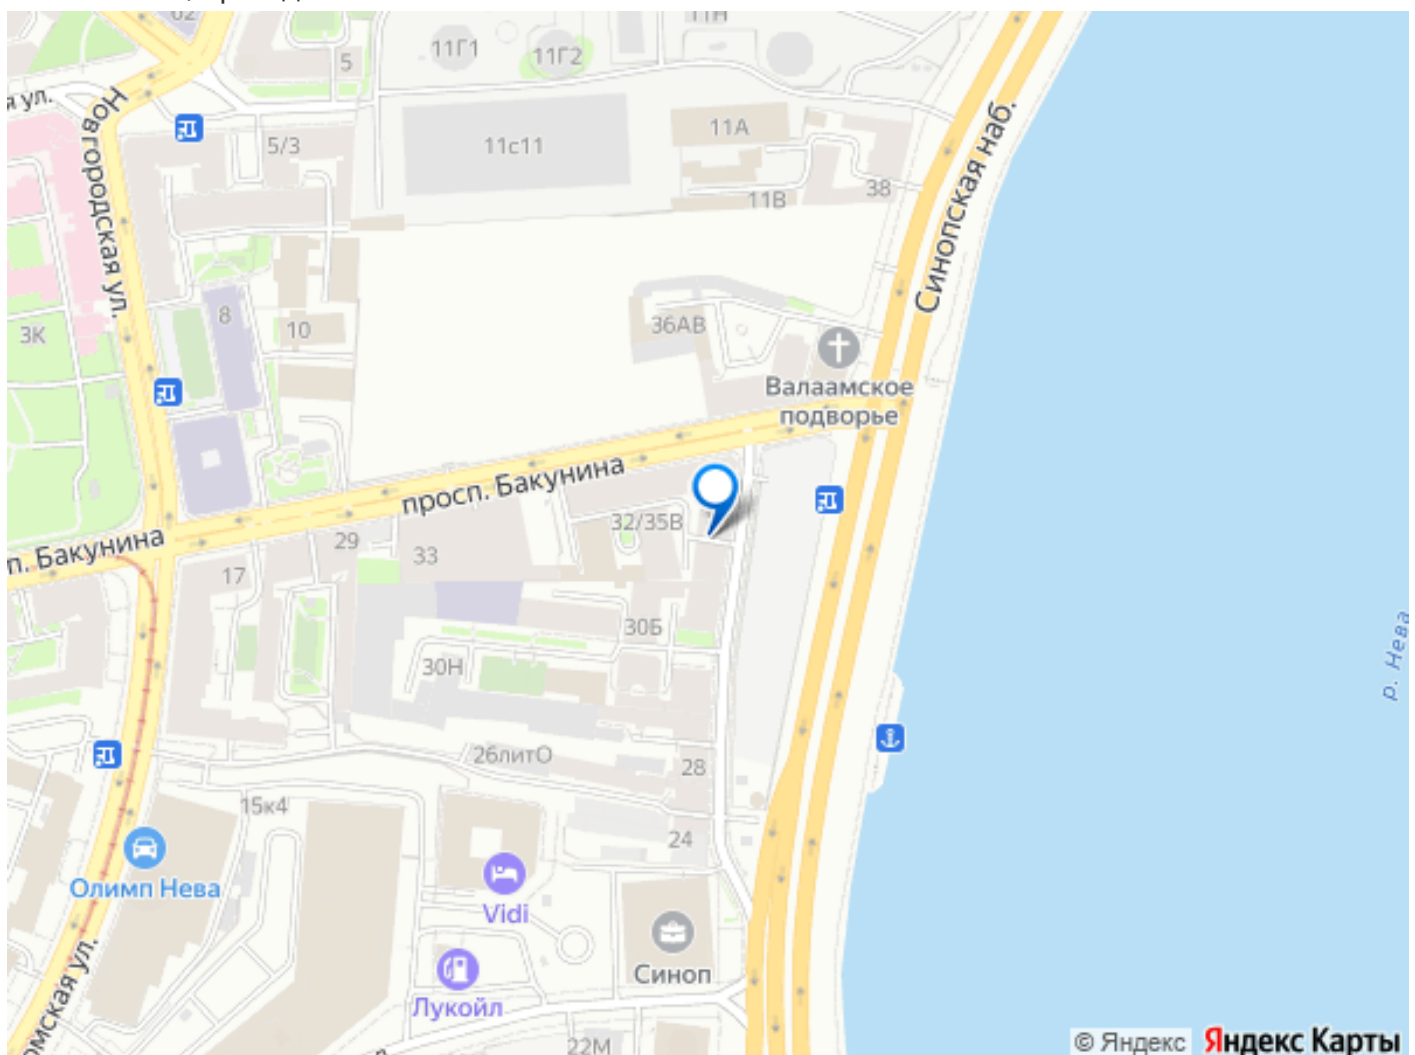 11Г1
11Г2
5
я ул.
Новгородская ул.
5/3
11с11
11А
11В
38
Синопская наб.
3К
8
10
36АВ
Валаамское
подворье
просп. Бакунина
32/35В
29
33
п. Бакунина
17
30Б
30Н
р. Нева
26литО
28
15к4
24
Олимп Нева
Vidi
Синоп
Лукойл
омская ул.
22М
© Яндекс Яндекс Карты